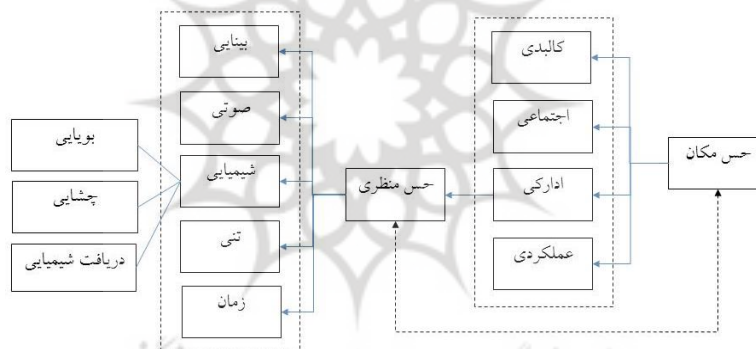 حس مکان
کالبدی
اجتماعی
ادارکی
عملکردی
حس منظری
بینایی
صوتی
شیمیایی
تنی
زمان
بویایی
چشایی
دریافت شیمیایی